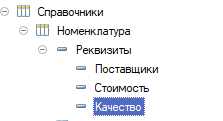 Справочники
Номенклатура
Реквизиты
Поставщики
Стоимость
Качество